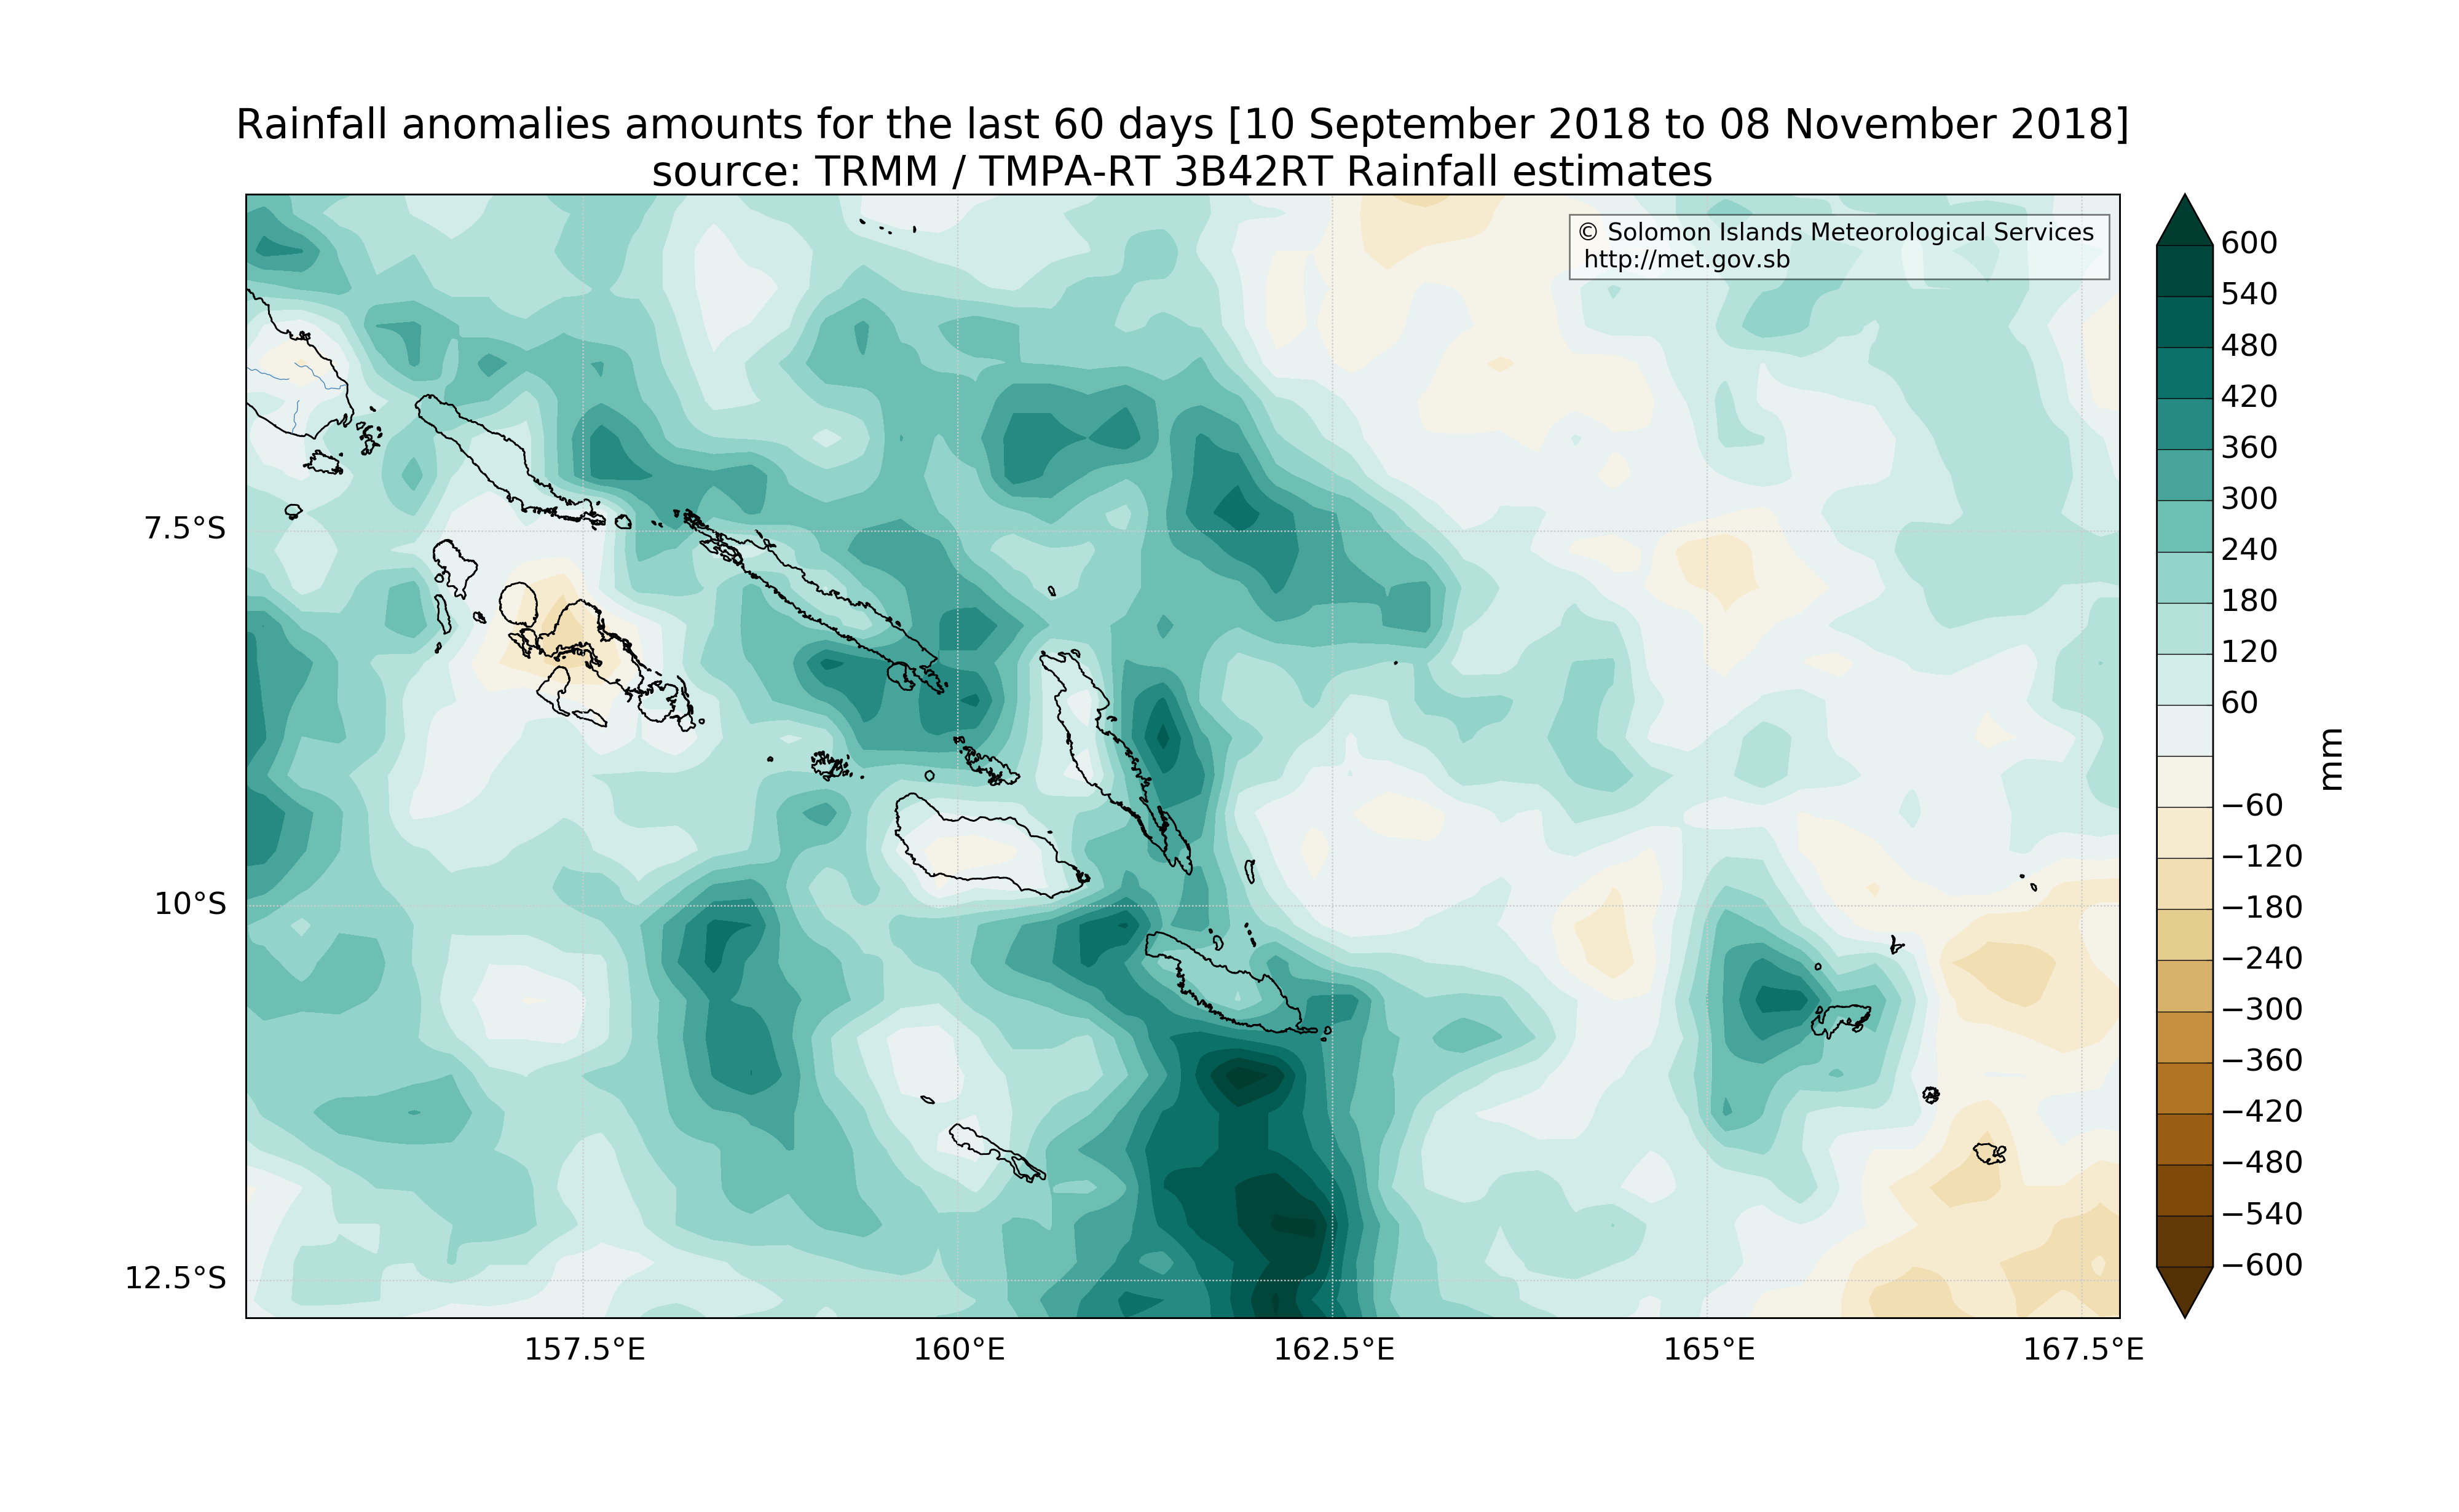 Rainfall anomalies amounts for the last 60 days [10 September 2018 to 08 November 2018]
source: TRMM / TMPA-RT 3B42RT Rainfall estimates
© Solomon Islands Meteorological Services
http://met.gov.sb
7.5°S
10°S
12.5°S
157.5°E
160°E
162.5°E
165°E
167.5°E
600
540
480
420
360
300
240
180
120
60
−60
−120
−180
−240
−300
−360
−420
−480
−540
−600
mm